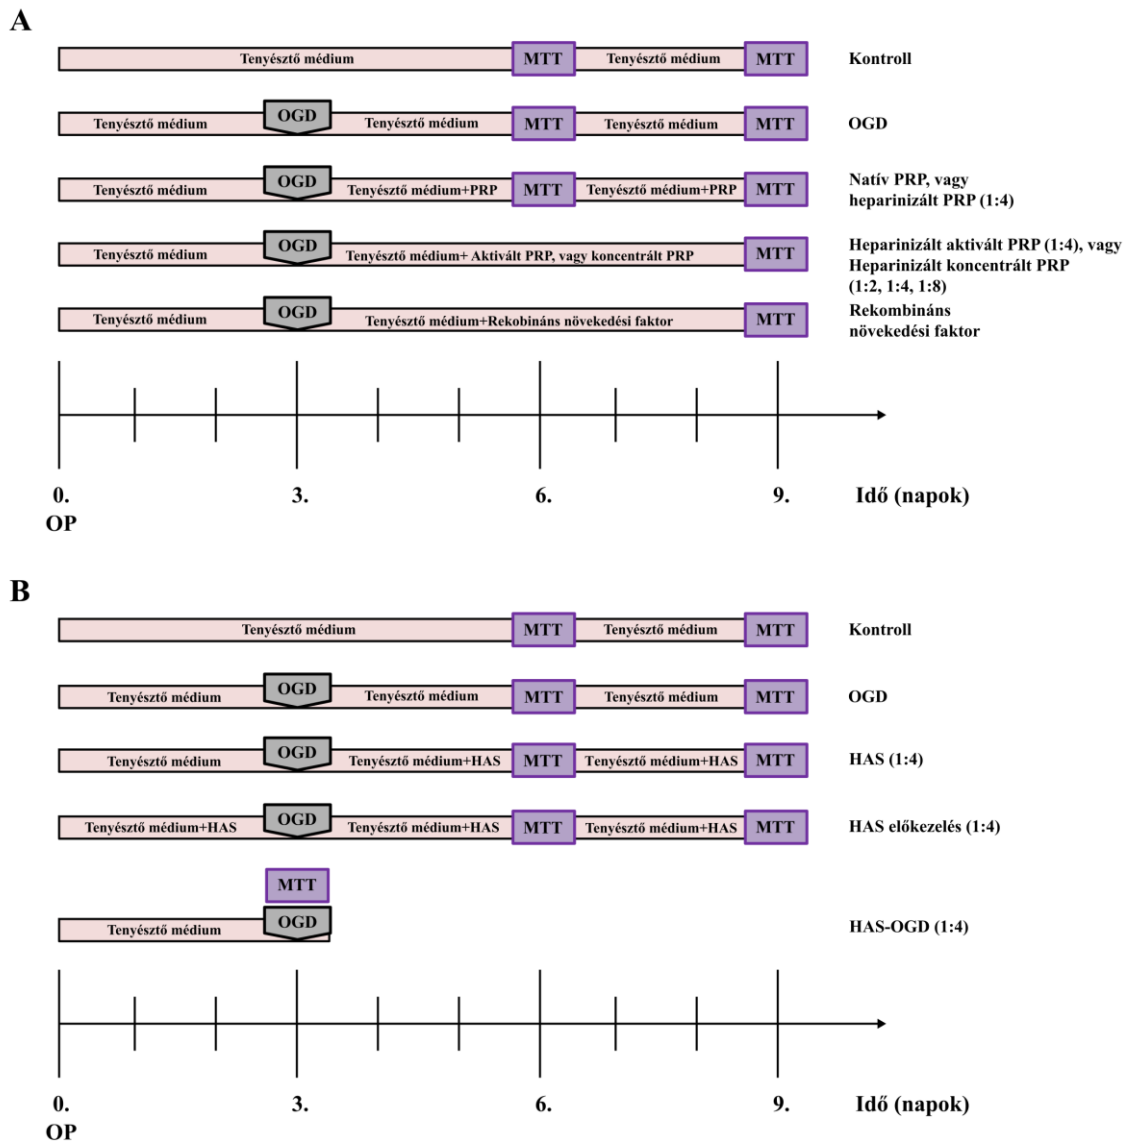 A
Tenyésztő médium MTT Tenyésztő médium MTT Kontroll
Tenyésztő médium OGD Tenyésztő médium MTT Tenyésztő médium MTT OGD
Tenyésztő médium OGD Tenyésztő médium+PRP MTT Tenyésztő médium+PRP MTT Natív PRP, vagy
heparinizált PRP (1:4)
Tenyésztő médium OGD Tenyésztő médium+ Aktivált PRP, vagy koncentrált PRP MTT Heparinizált aktivált PRP (1:4), vagy
Heparinizált koncentrált PRP
(1:2, 1:4, 1:8)
Tenyésztő médium OGD Tenyésztő médium+Rekobináns növekedési faktor MTT Rekombináns
növekedési faktor
0. 3. 6. 9. Idő (napok)
OP
B
Tenyésztő médium MTT Tenyésztő médium MTT Kontroll
Tenyésztő médium OGD Tenyésztő médium MTT Tenyésztő médium MTT OGD
Tenyésztő médium OGD Tenyésztő médium+HAS MTT Tenyésztő médium+HAS MTT HAS (1:4)
Tenyésztő médium+HAS OGD Tenyésztő médium+HAS MTT Tenyésztő médium+HAS MTT HAS előkezelés (1:4)
MTT
Tenyésztő médium OGD HAS-OGD (1:4)
0. 3. 6. 9. Idő (napok)
OP